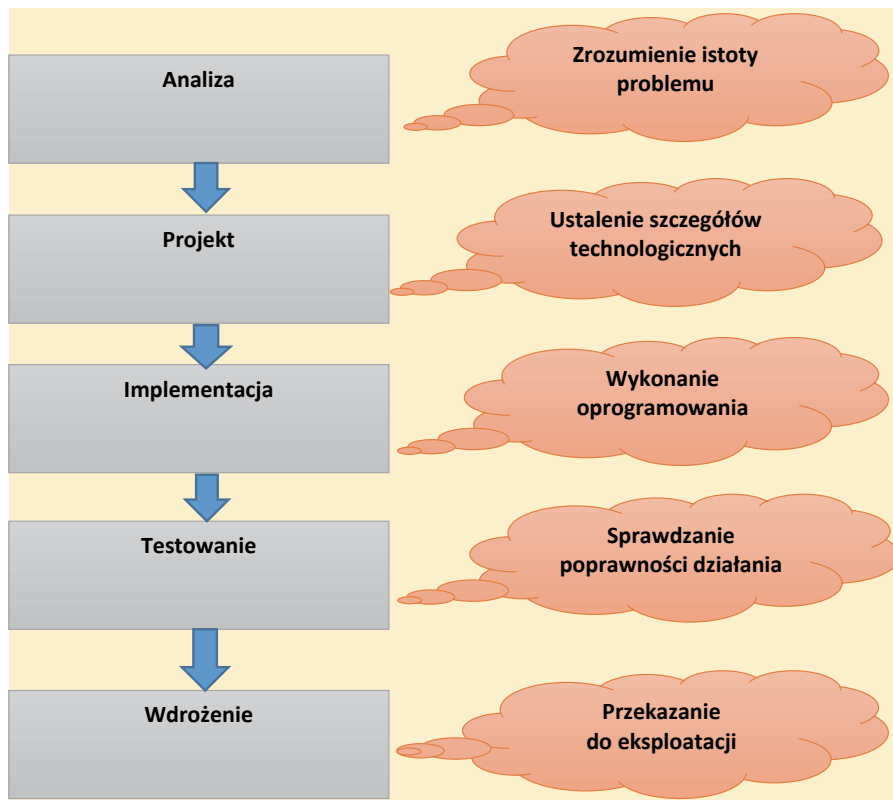 Analiza
Zrozumienie istoty
problemu
Projekt
Ustalenie szczegółów
technologicznych
Implementacja
Wykonanie
oprogramowania
Testowanie
Sprawdzanie
poprawności działania
Wdrożenie
Przekazanie
do eksploatacji